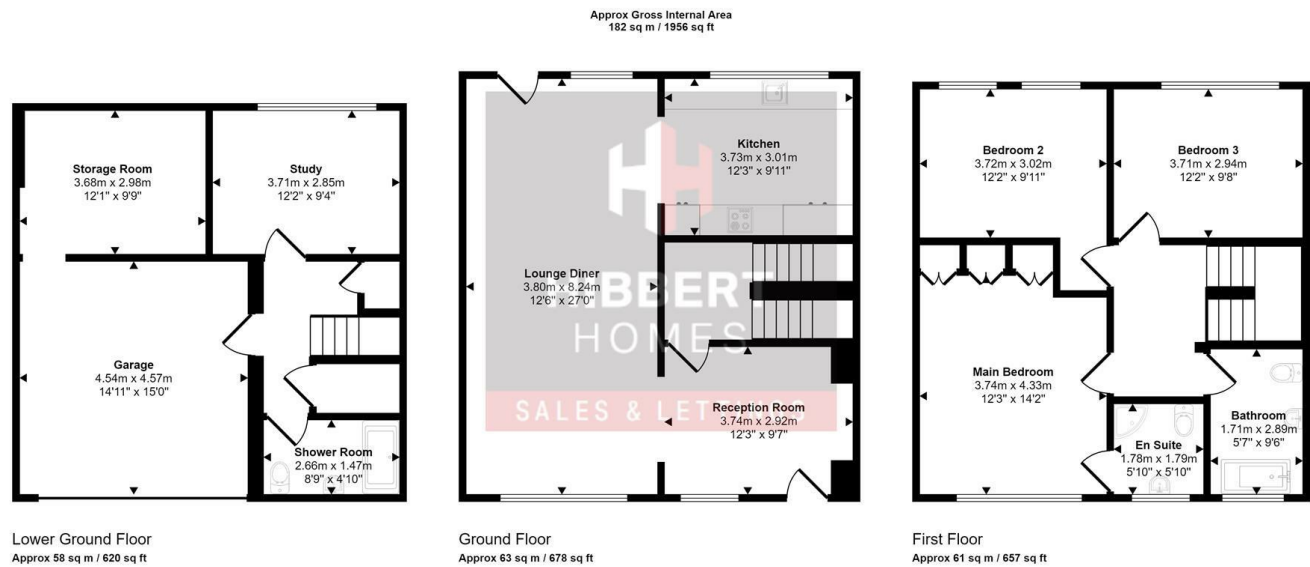 Approx Gross Internal Area
182 sq m / 1956 sq ft
Storage Room
3.68m x 2.98m
12'1" x 9'9"
Study
3.71m x 2.85m
12'2" x 9'4"
Garage
4.54m x 4.57m
14'11" x 15'0"
Shower Room
2.66m x 1.47m
8'9" x 4'10"
Lower Ground Floor
Approx 58 sq m / 620 sq ft
Kitchen
3.73m x 3.01m
12'3" x 9'11"
Lounge Diner
3.80m x 8.24m
12'6" x 27'0"
HIBBERT
HOMES
SALES & LETTINGS
Reception Room
3.74m x 2.92m
12'3" x 9'7"
Ground Floor
Approx 63 sq m / 678 sq ft
Bedroom 2
3.72m x 3.02m
12'2" x 9'11"
Bedroom 3
3.71m x 2.94m
12'2" x 9'8"
Main Bedroom
3.74m x 4.33m
12'3" x 14'2"
En Suite
1.78m x 1.79m
5'10" x 5'10"
Bathroom
1.71m x 2.89m
5'7" x 9'6"
First Floor
Approx 61 sq m / 657 sq ft